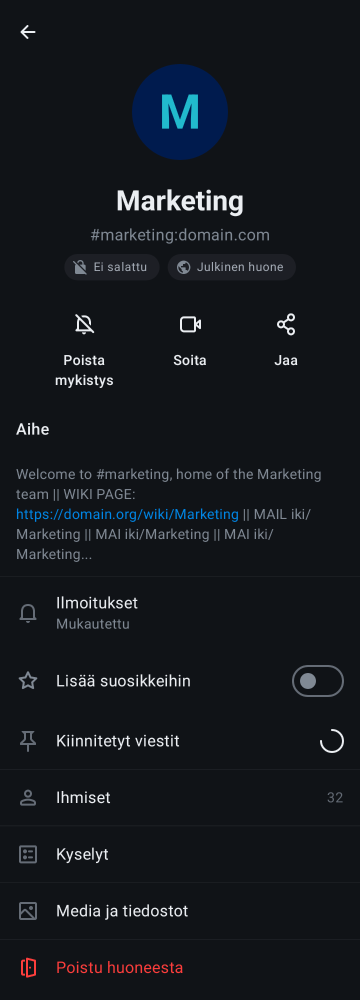 M
Marketing
#marketing:domain.com
Ei salattu
Julkinen huone
Poista
mykistys
Soita
Jaa
Aihe
Welcome to #marketing, home of the Marketing
team || WIKI PAGE:
https://domain.org/wiki/Marketing || MAIL iki/
Marketing || MAI iki/Marketing || MAI iki/
Marketing...
Ilmoitukset
Mukautettu
Lisää suosikkeihin
Kiinnitetyt viestit
Ihmiset 32
Kyselyt
Media ja tiedostot
Poistu huoneesta